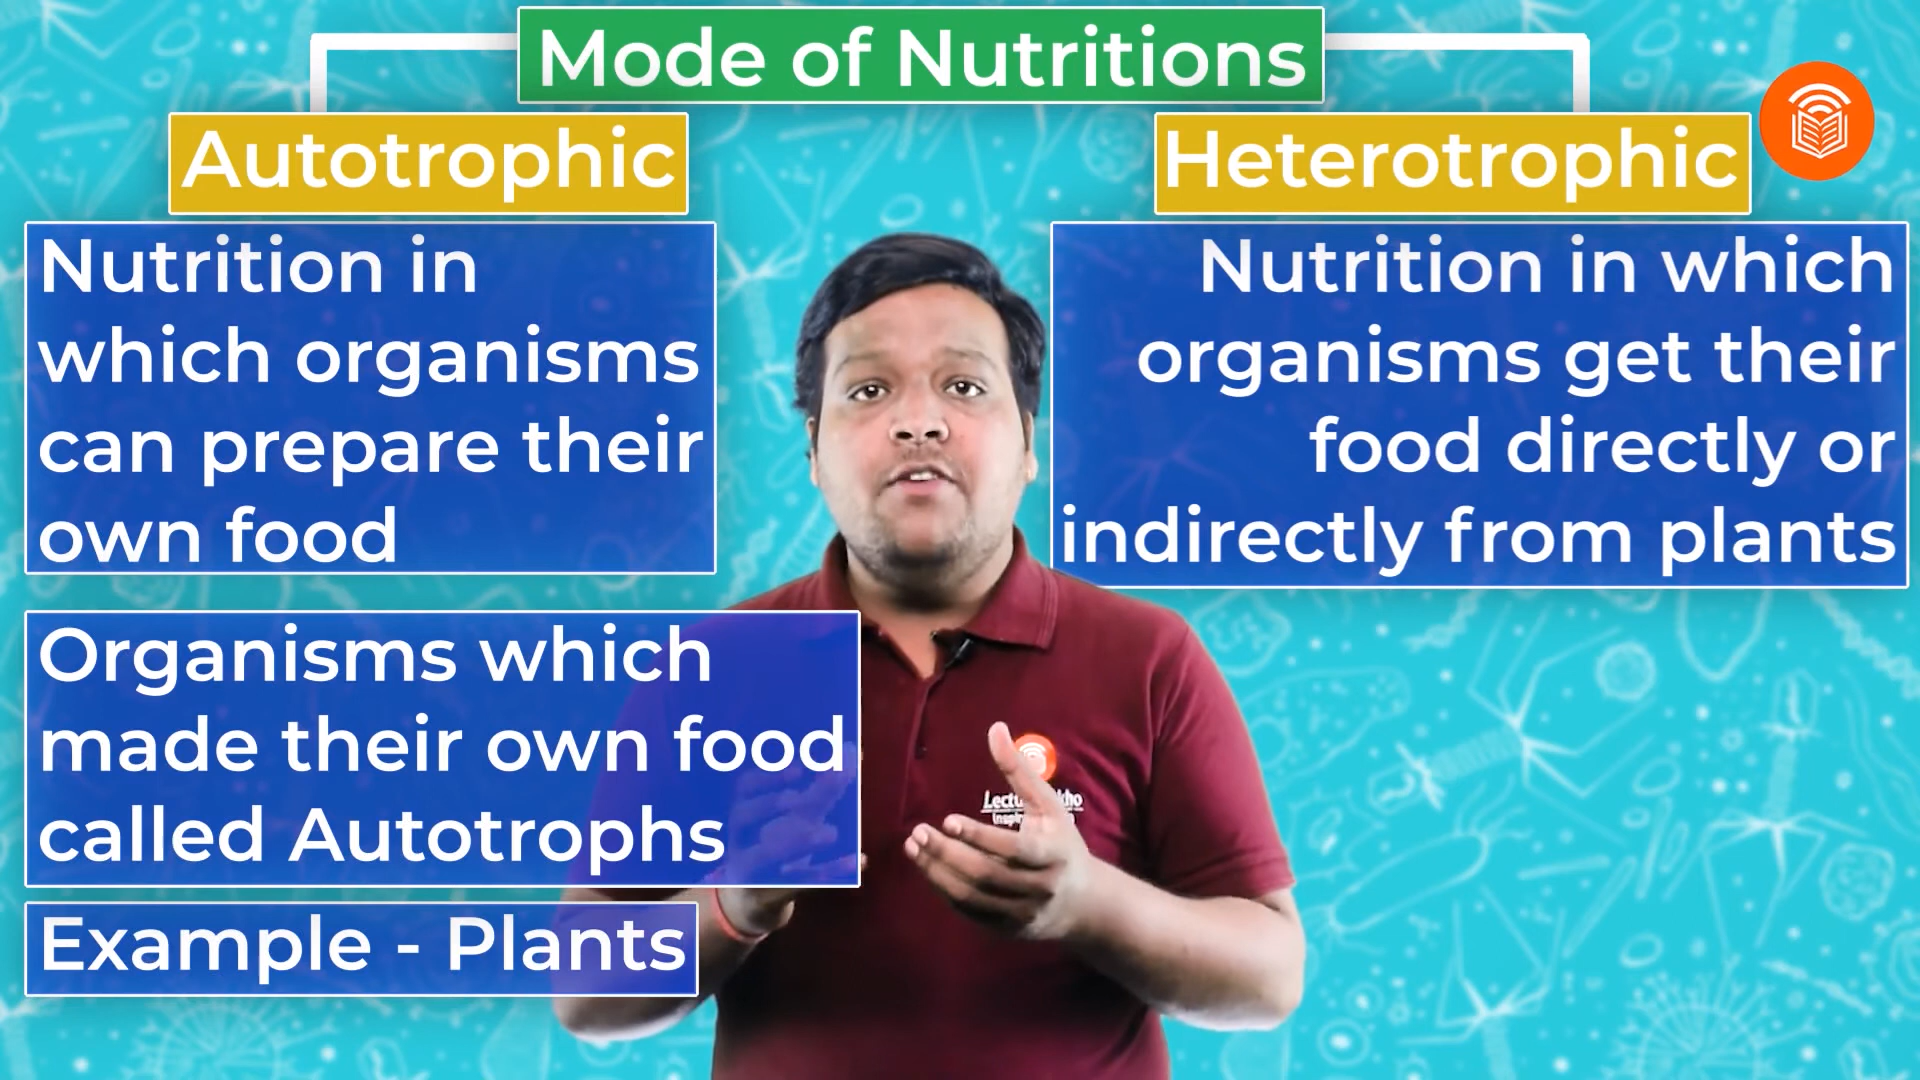 Mode of Nutritions
Autotrophic
Nutrition in
which organisms
can prepare their
own food
Organisms which
made their own food
called Autotrophs
Example - Plants
Heterotrophic
Nutrition in which
organisms get their
food directly or
indirectly from plants